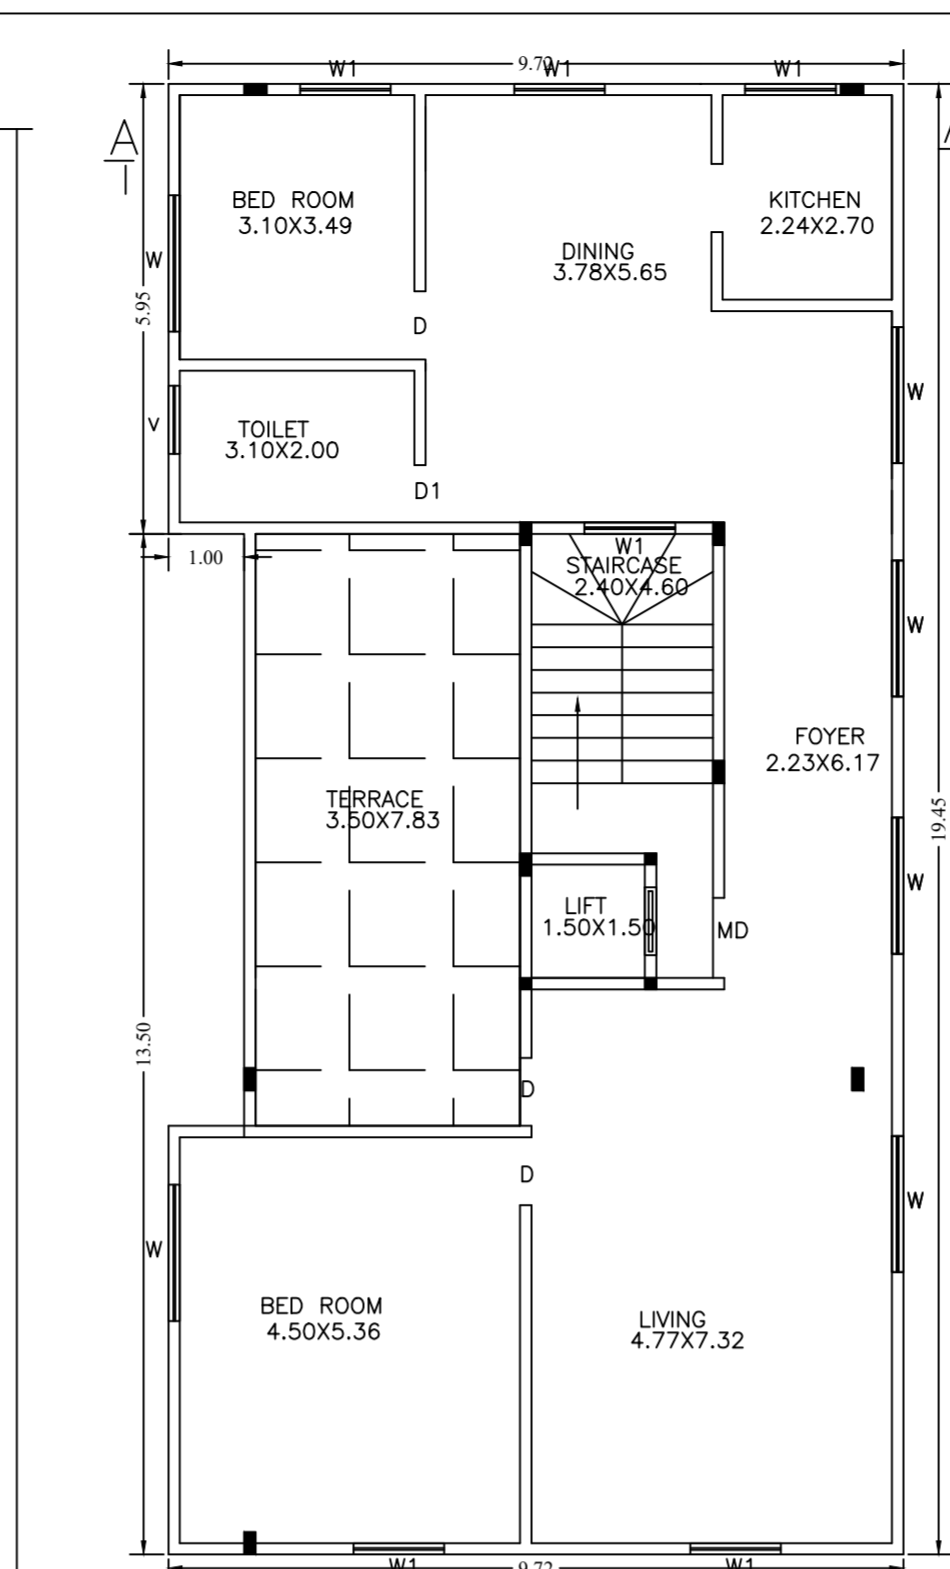 9.72
W1 W1 W1
A
BED ROOM
3.10X3.49
KITCHEN
2.24X2.70
DINING
3.78X5.65
W
5.95
D
W
V
TOILET
3.10X2.00
D1
1.00
W1
STAIRCASE
2.40X4.60
W
FOYER
2.23X6.17
TERRACE
3.50X7.83
19.45
W
LIFT
1.50X1.50
MD
13.50
D
D
W
W
BED ROOM
4.50X5.36
LIVING
4.77X7.32
W1 9.72 W1